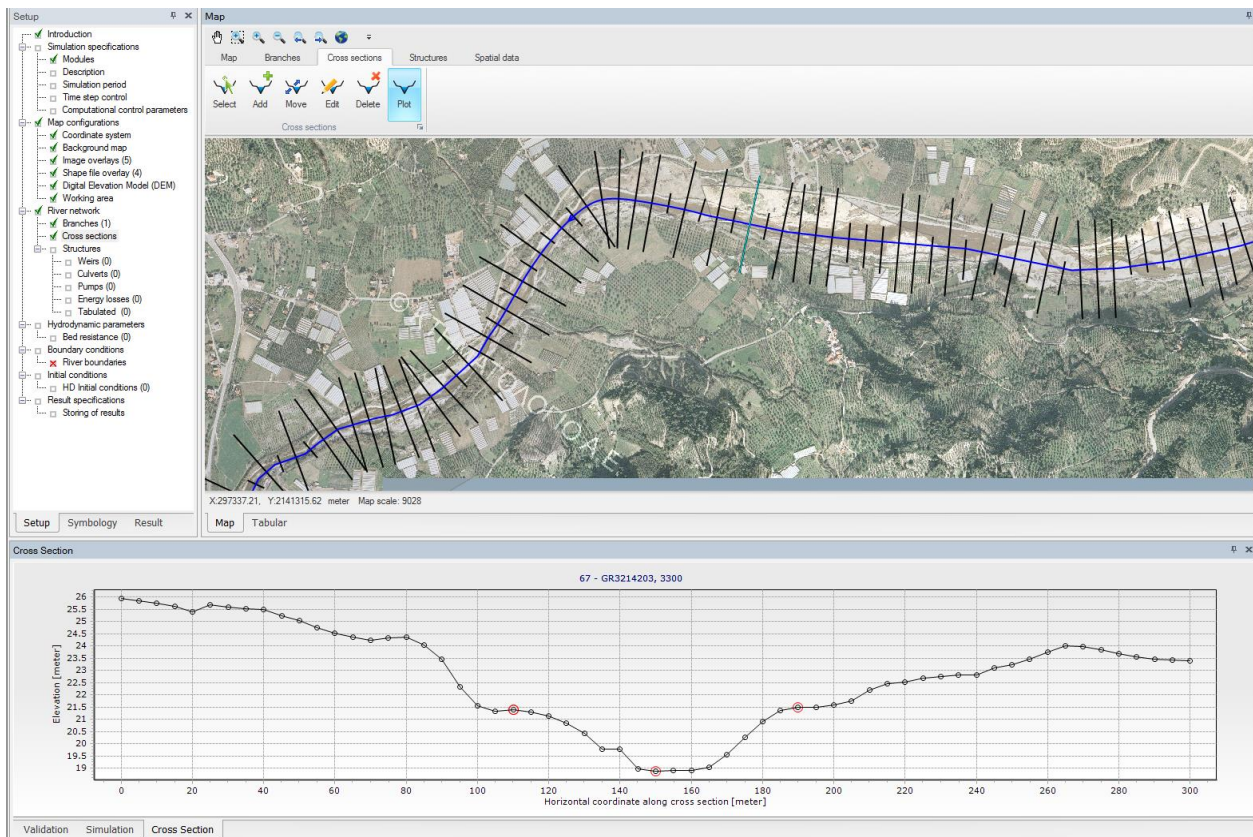 Setup
Introduction
Simulation specifications
Modules
Description
Simulation period
Time step control
Computational control parameters
Map configurations
Coordinate system
Background map
Image overlays (5)
Shape file overlay (4)
Digital Elevation Model (DEM)
Working area
River network
Branches (1)
Cross sections
Structures
Weirs (0)
Culverts (0)
Pumps (0)
Energy losses (0)
Tabulated (0)
Hydrodynamic parameters
Bed resistance (0)
Boundary conditions
River boundaries
Initial conditions
HD Initial conditions (0)
Result specifications
Storing of results
Setup Symbology Result
Map
Map Branches Cross sections Structures Spatial data
Select Add Move Edit Delete Plot
Cross sections
X:297337.21, Y:2141315.62 meter Map scale: 9028
Map Tabular
Cross Section
67 - GR3214203, 3300
Elevation [meter]
26
25.5
25
24.5
24
23.5
23
22.5
22
21.5
21
20.5
20
19.5
19
0 20 40 60 80 100 120 140 160 180 200 220 240 260 280 300
Horizontal coordinate along cross section [meter]
Validation Simulation Cross Section